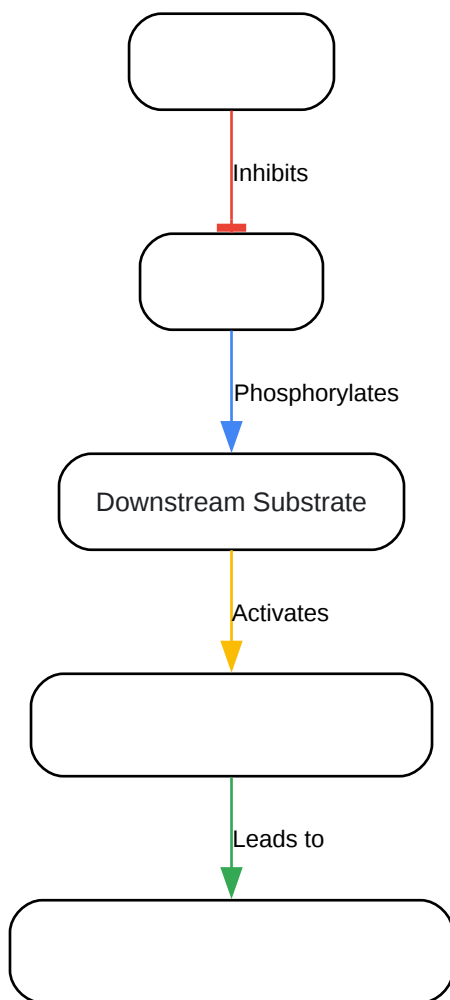 Inhibits
Phosphorylates
Downstream Substrate
Activates
Leads to